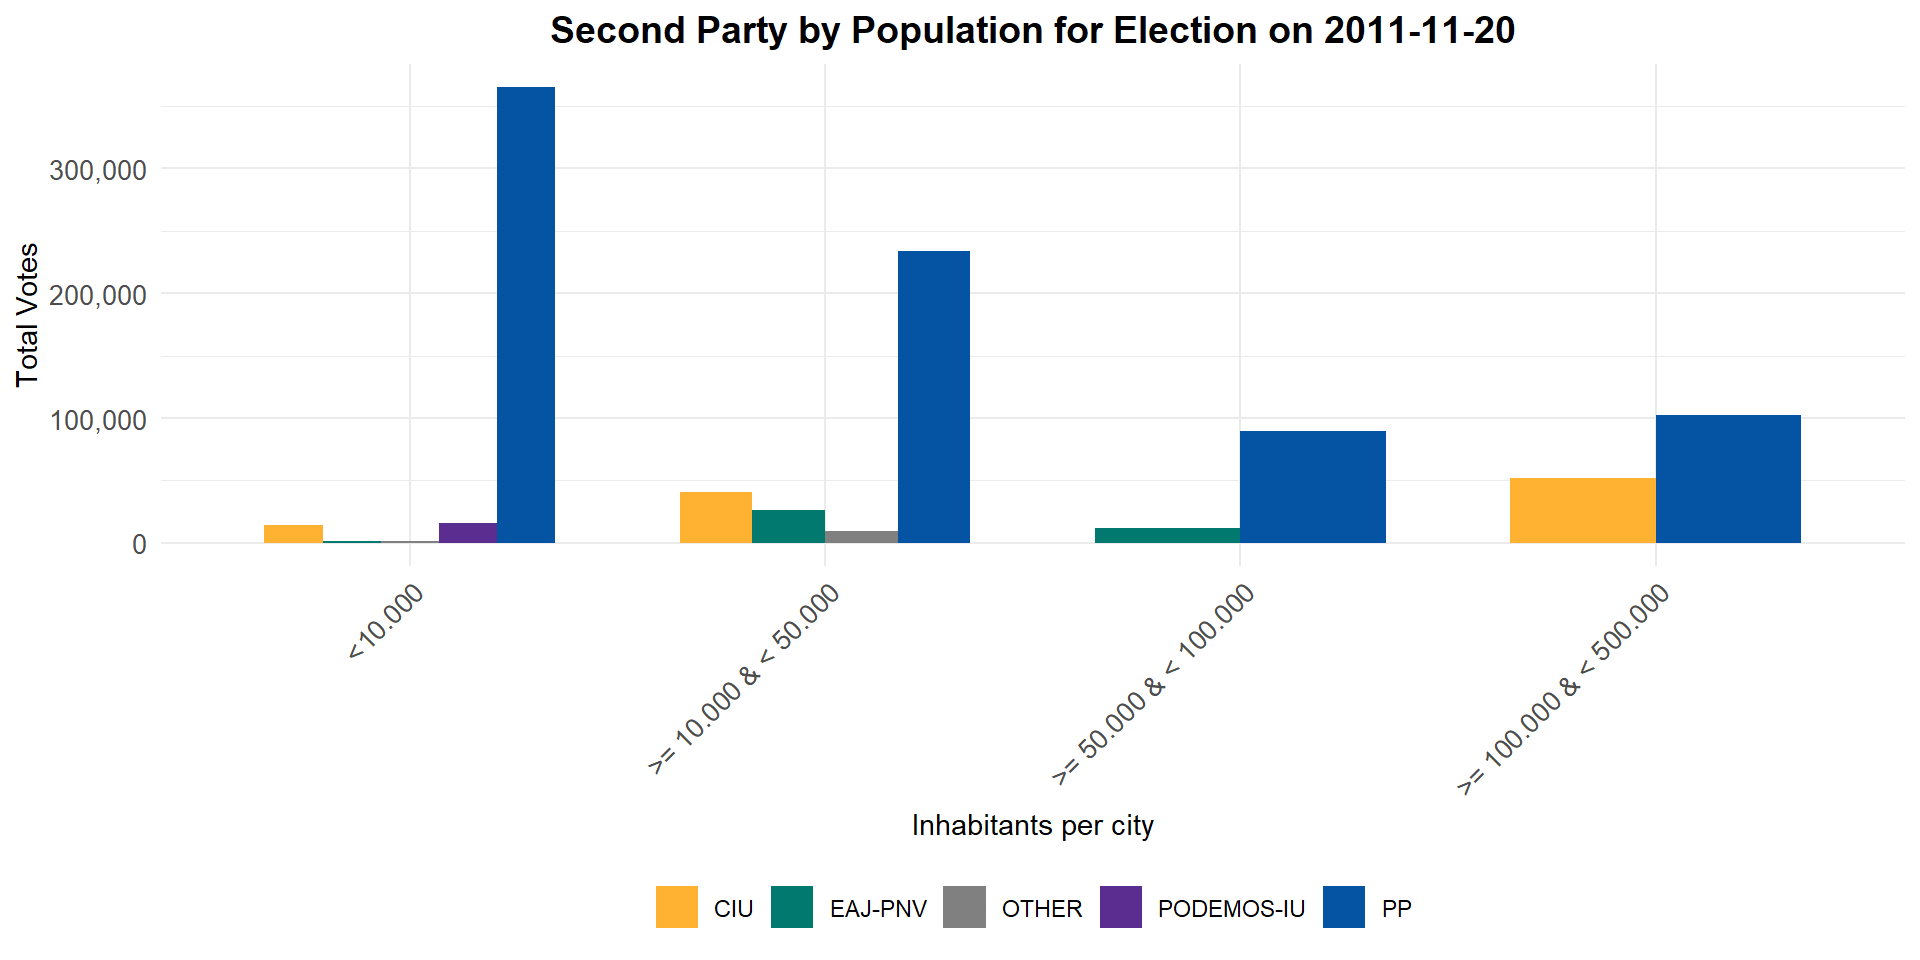 Second Party by Population for Election on 2011-11-20
Total Votes
300,000
200,000
100,000
0
<10.000
>= 10.000 & < 50.000
>= 50.000 & < 100.000
>= 100.000 & < 500.000
Inhabitants per city
CIU EAJ-PNV OTHER PODEMOS-IU PP